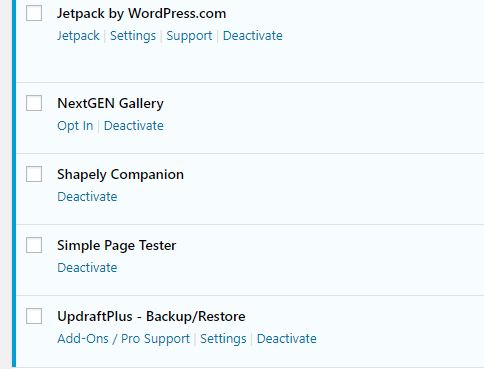 Jetpack by WordPress.com
Jetpack | Settings | Support | Deactivate
NextGEN Gallery
Opt In | Deactivate
Shapely Companion
Deactivate
Simple Page Tester
Deactivate
UpdraftPlus - Backup/Restore
Add-Ons / Pro Support | Settings | Deactivate